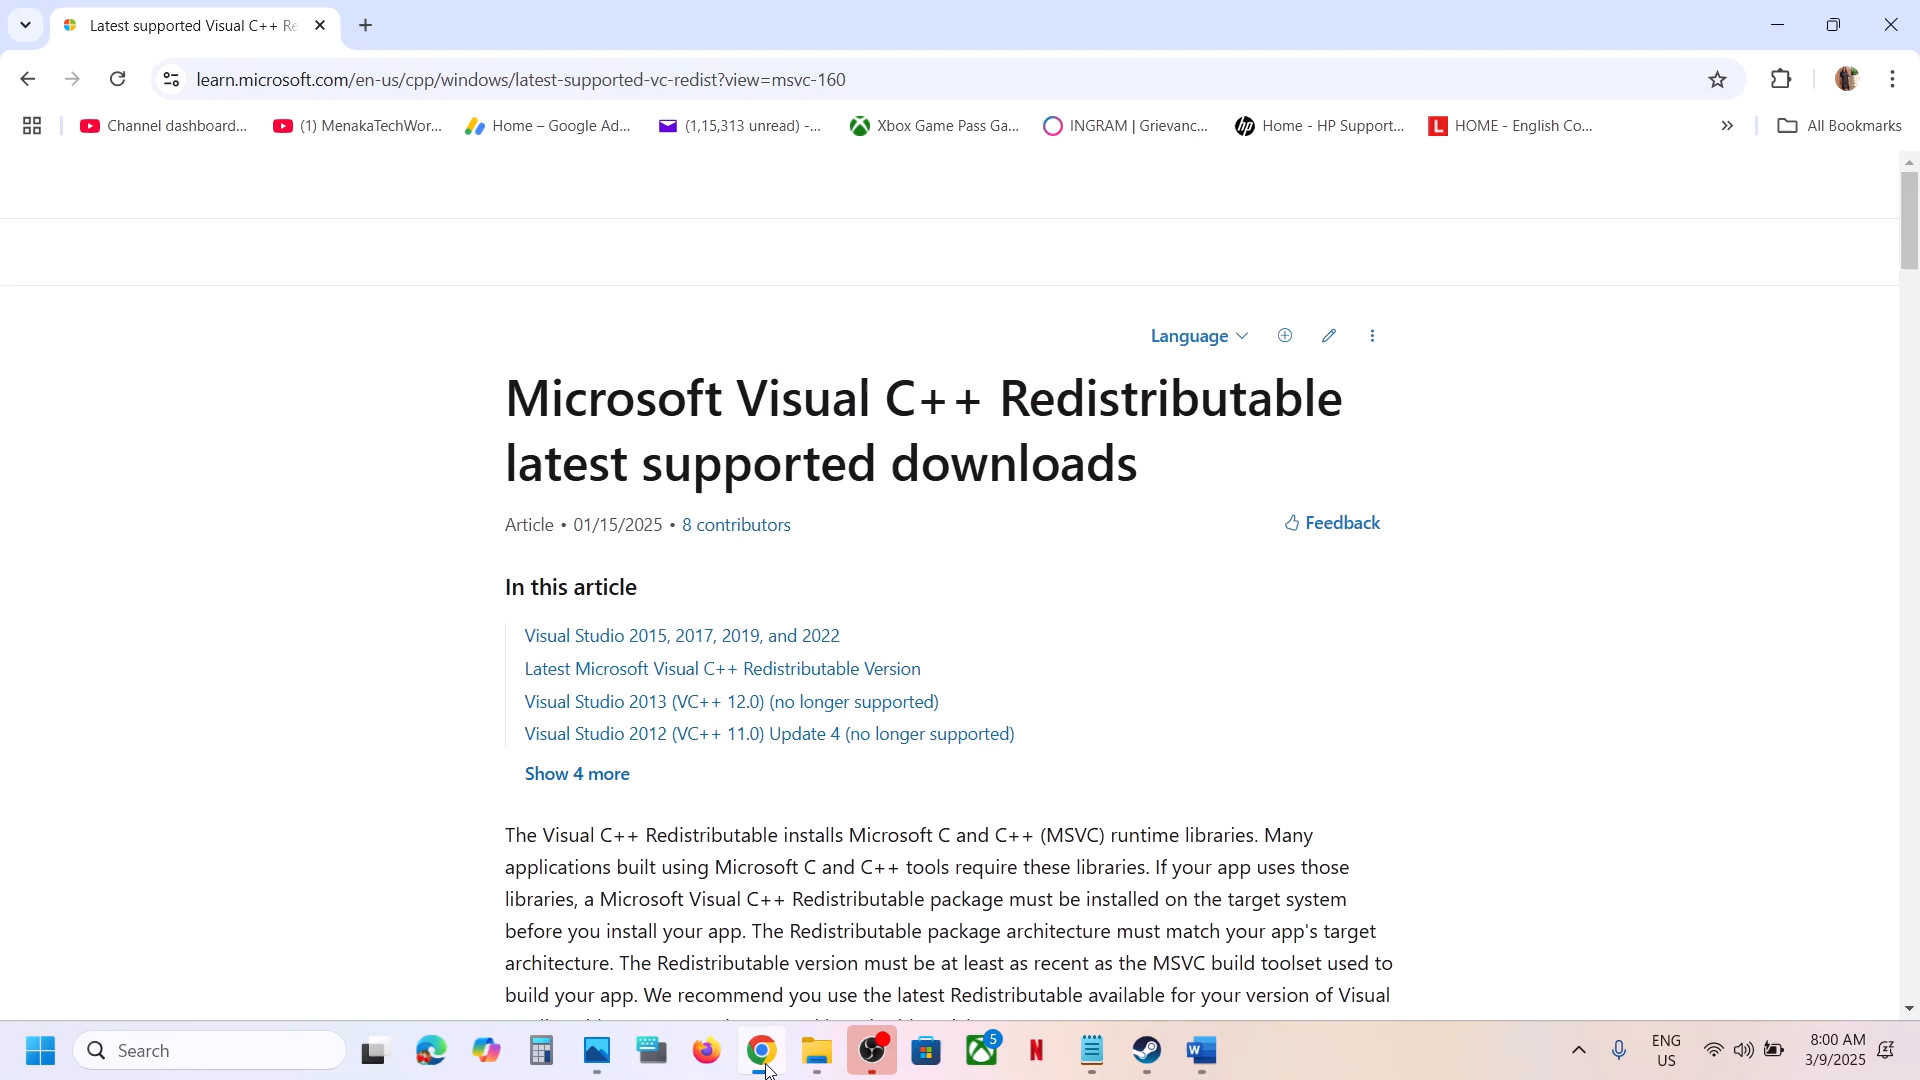 Latest supported Visual C++ Re
learn.microsoft.com/en-us/cpp/windows/latest-supported-vc-redist?view=msvc-160
Channel dashboard...
(1) MenakaTechWor...
Home – Google Ad...
(1,15,313 unread) -...
Xbox Game Pass Ga...
INGRAM | Grievanc...
Home - HP Support...
L HOME - English Co...
All Bookmarks
Language
Microsoft Visual C++ Redistributable
latest supported downloads
Article • 01/15/2025 • 8 contributors
Feedback
In this article
Visual Studio 2015, 2017, 2019, and 2022
Latest Microsoft Visual C++ Redistributable Version
Visual Studio 2013 (VC++ 12.0) (no longer supported)
Visual Studio 2012 (VC++ 11.0) Update 4 (no longer supported)
Show 4 more
The Visual C++ Redistributable installs Microsoft C and C++ (MSVC) runtime libraries. Many
applications built using Microsoft C and C++ tools require these libraries. If your app uses those
libraries, a Microsoft Visual C++ Redistributable package must be installed on the target system
before you install your app. The Redistributable package architecture must match your app's target
architecture. The Redistributable version must be at least as recent as the MSVC build toolset used to
build your app. We recommend you use the latest Redistributable available for your version of Visual
Search
5
N
W
ENG
US
8:00 AM
3/9/2025